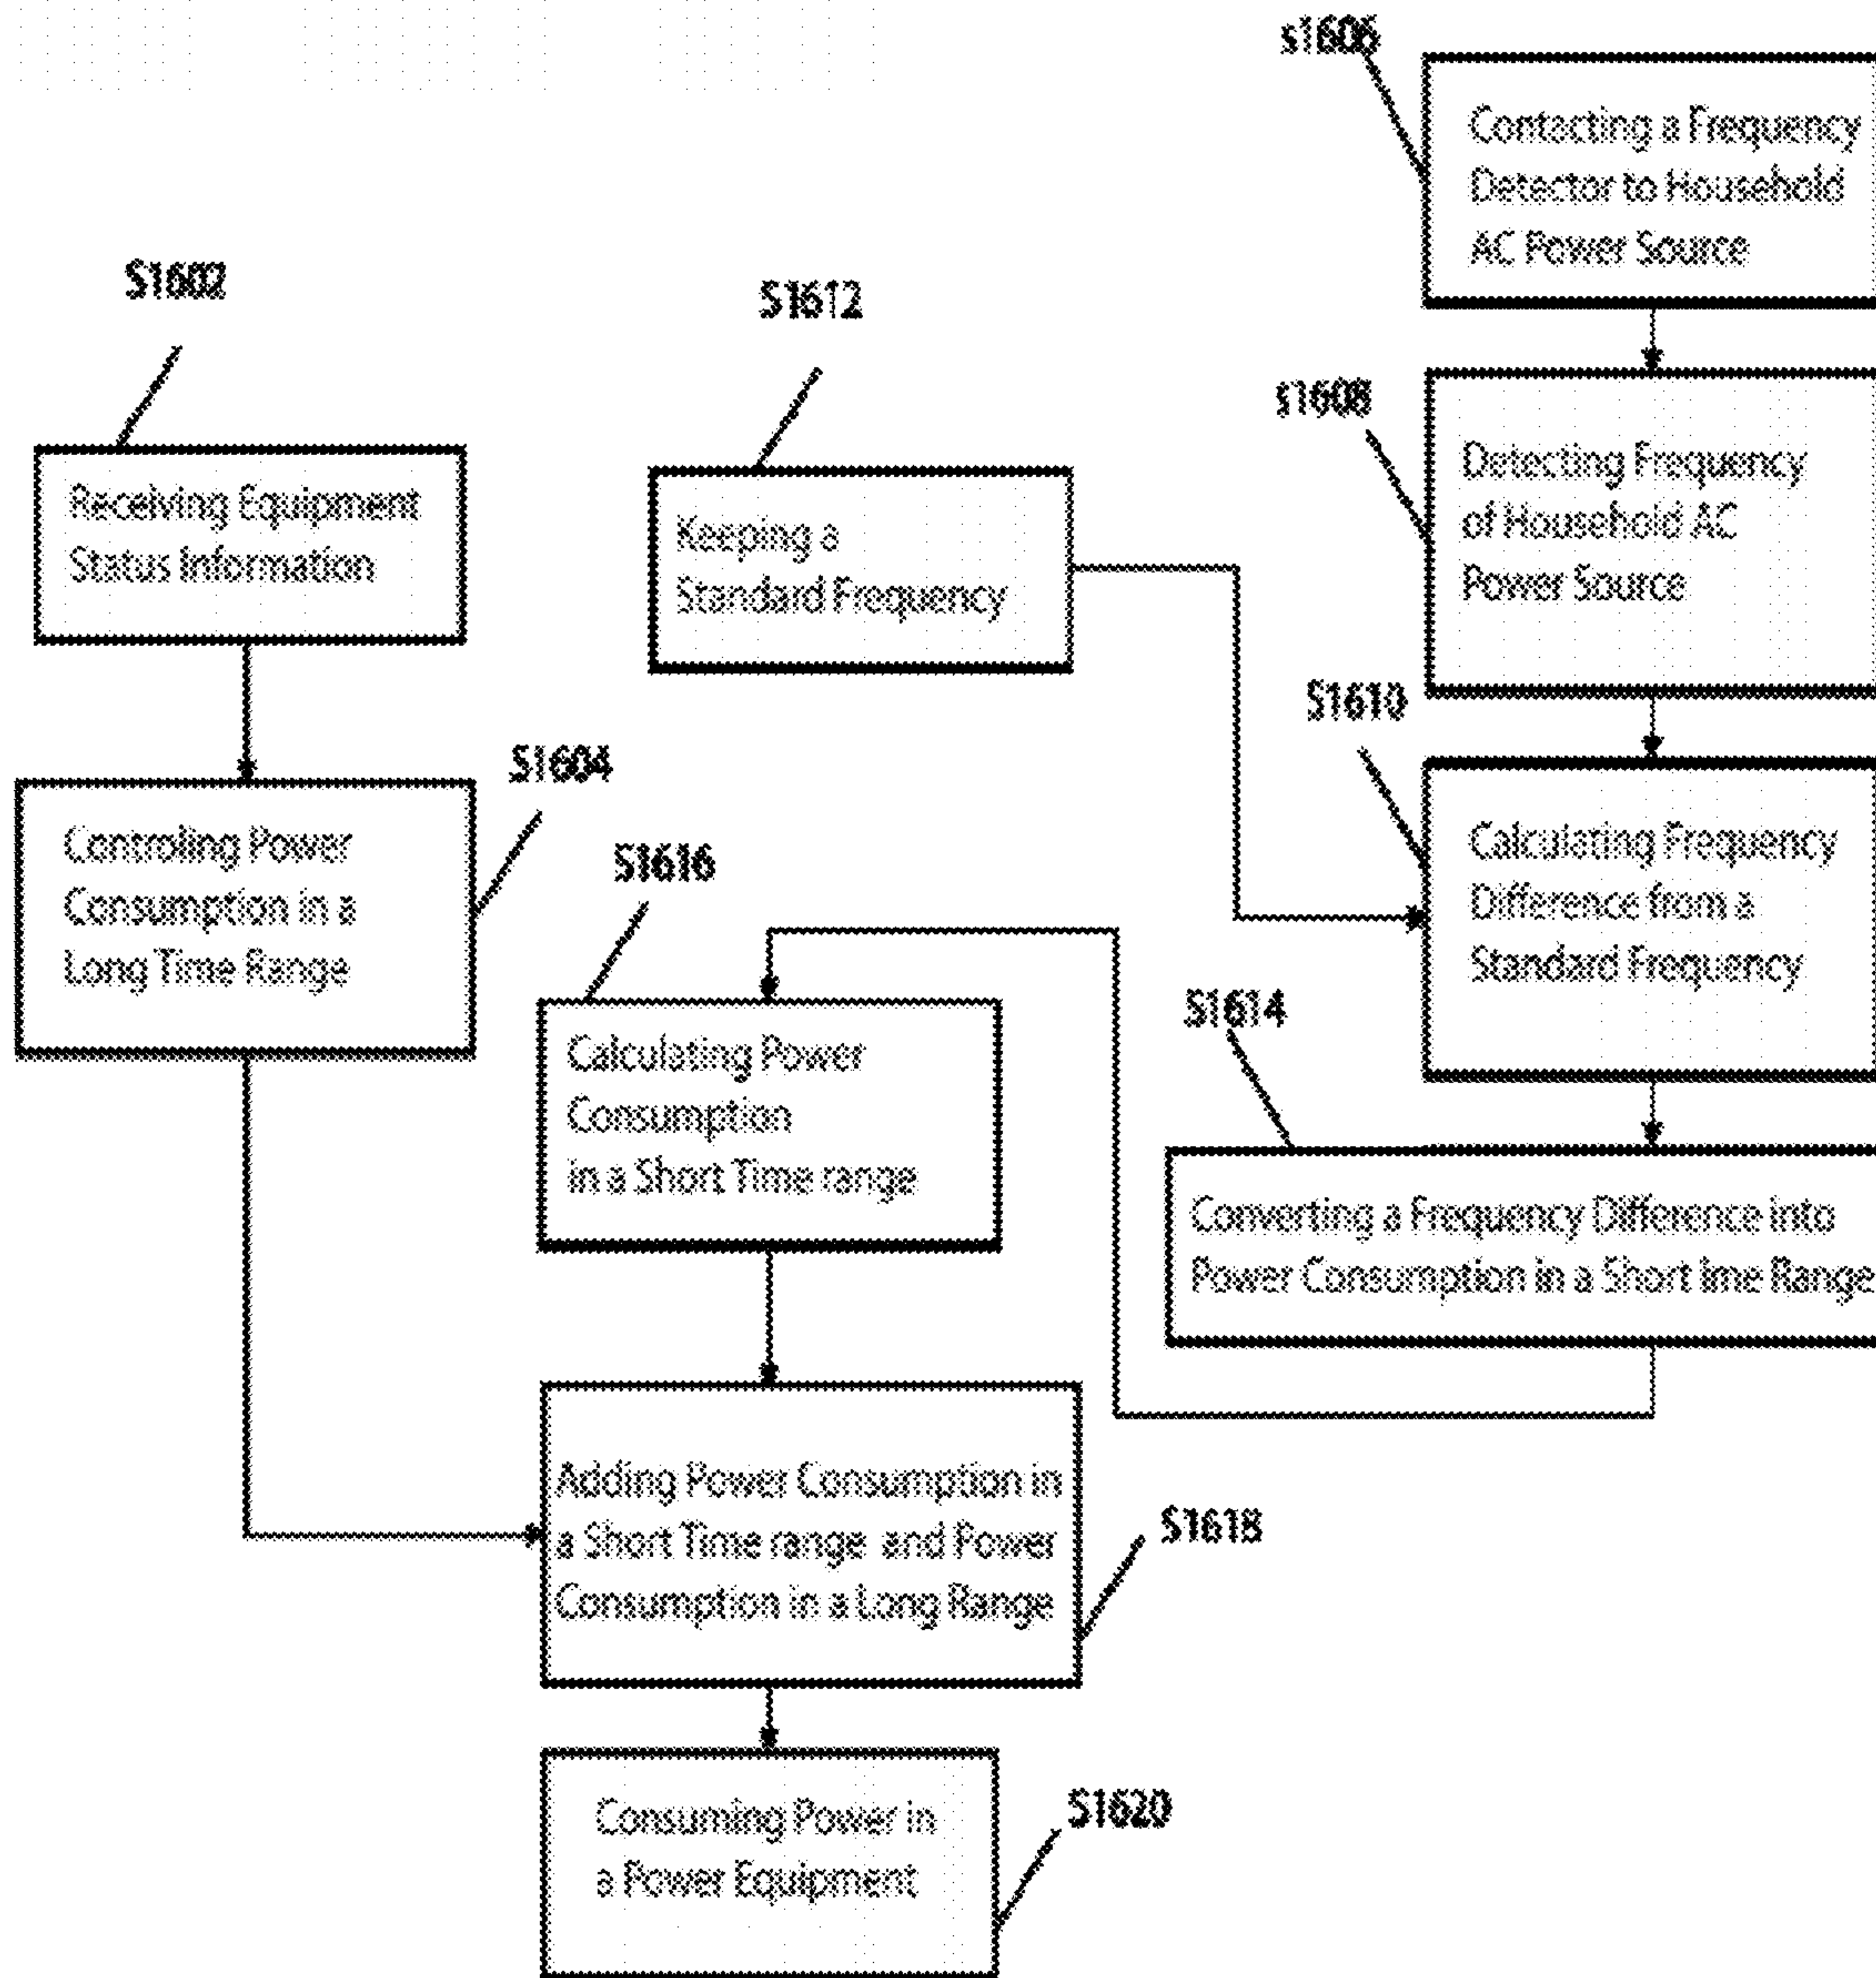 s1606
Contacting a Frequency
Detector to Household
AC Power Source
S1602
S1612
s1608
Receiving Equipment
Status Information
Keeping a
Standard Frequency
Detecting Frequency
of Household AC
Power Source
S1610
S1604
Controling Power
Consumption in a
Long Time Range
S1616
Calculating Frequency
Difference from a
Standard Frequency
S1614
Calculating Power
Consumption
in a Short Time range
Converting a Frequency Difference into
Power Consumption in a Short Ime Range
Adding Power Consumption in
a Short Time range and Power
Consumption in a Long Range
S1618
Consuming Power in
a Power Equipment
S1620